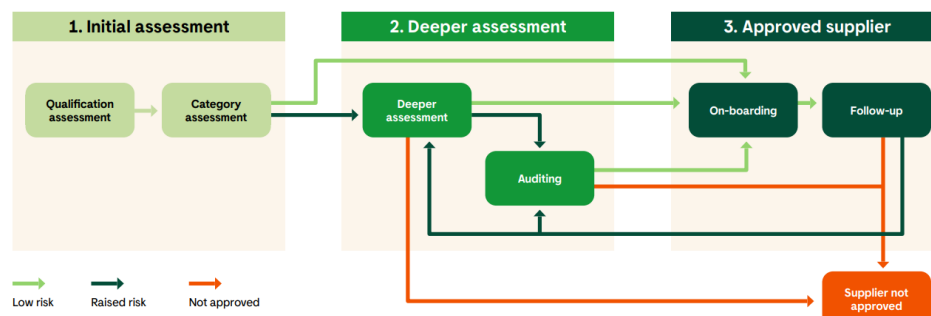 1. Initial assessment
2. Deeper assessment
3. Approved supplier
Qualification
assessment
Category
assessment
Deeper
assessment
On-boarding
Follow-up
Auditing
Low risk
Raised risk
Not approved
Supplier not
approved